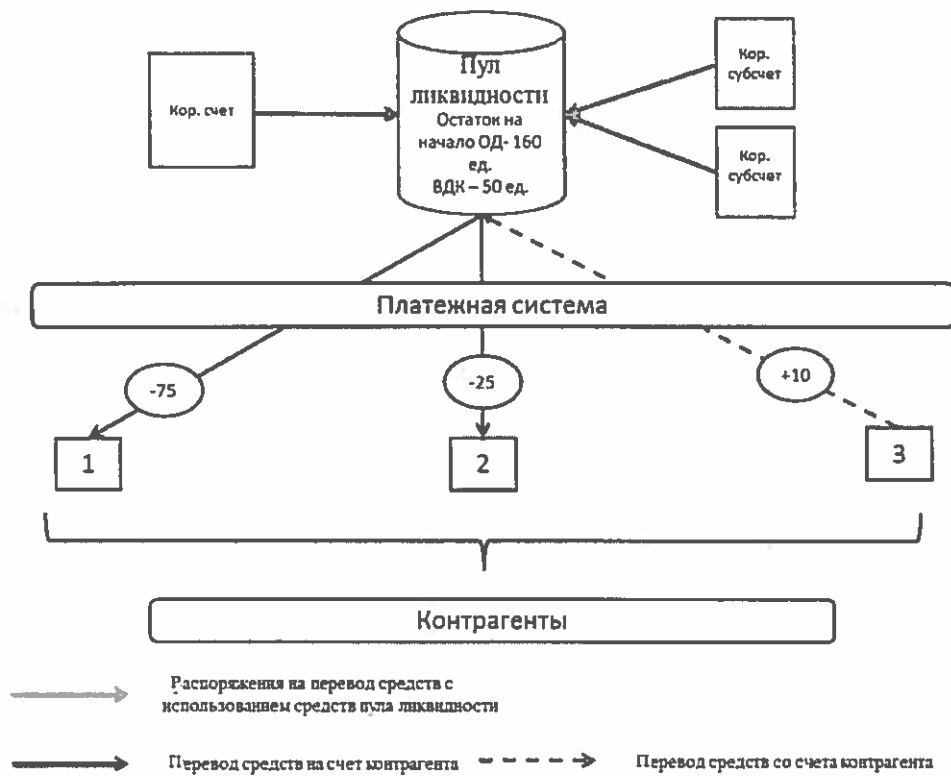 Кор. счет
Пул
ликвидности
Остаток на
начало ОД- 160
ед.
ВДК – 50 ед.
Кор.
субсчет
Кор.
субсчет
Платежная система
-75
-25
+10
1
2
3
Контрагенты
Распоряжения на перевод средств с
использованием средств пула ликвидности
Перевод средств на счет контрагента
Перевод средств со счета контрагента